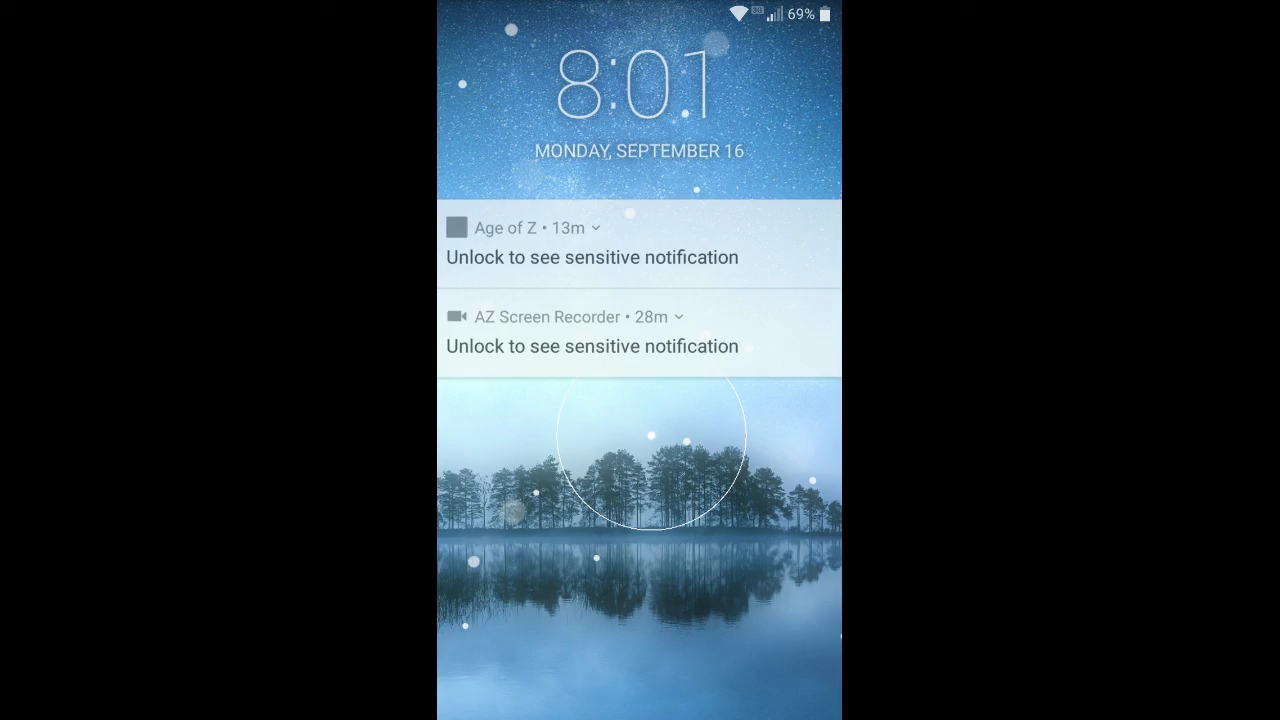 3G 69%
8:01
MONDAY, SEPTEMBER 16
Age of Z • 13m
Unlock to see sensitive notification
AZ Screen Recorder • 28m
Unlock to see sensitive notification